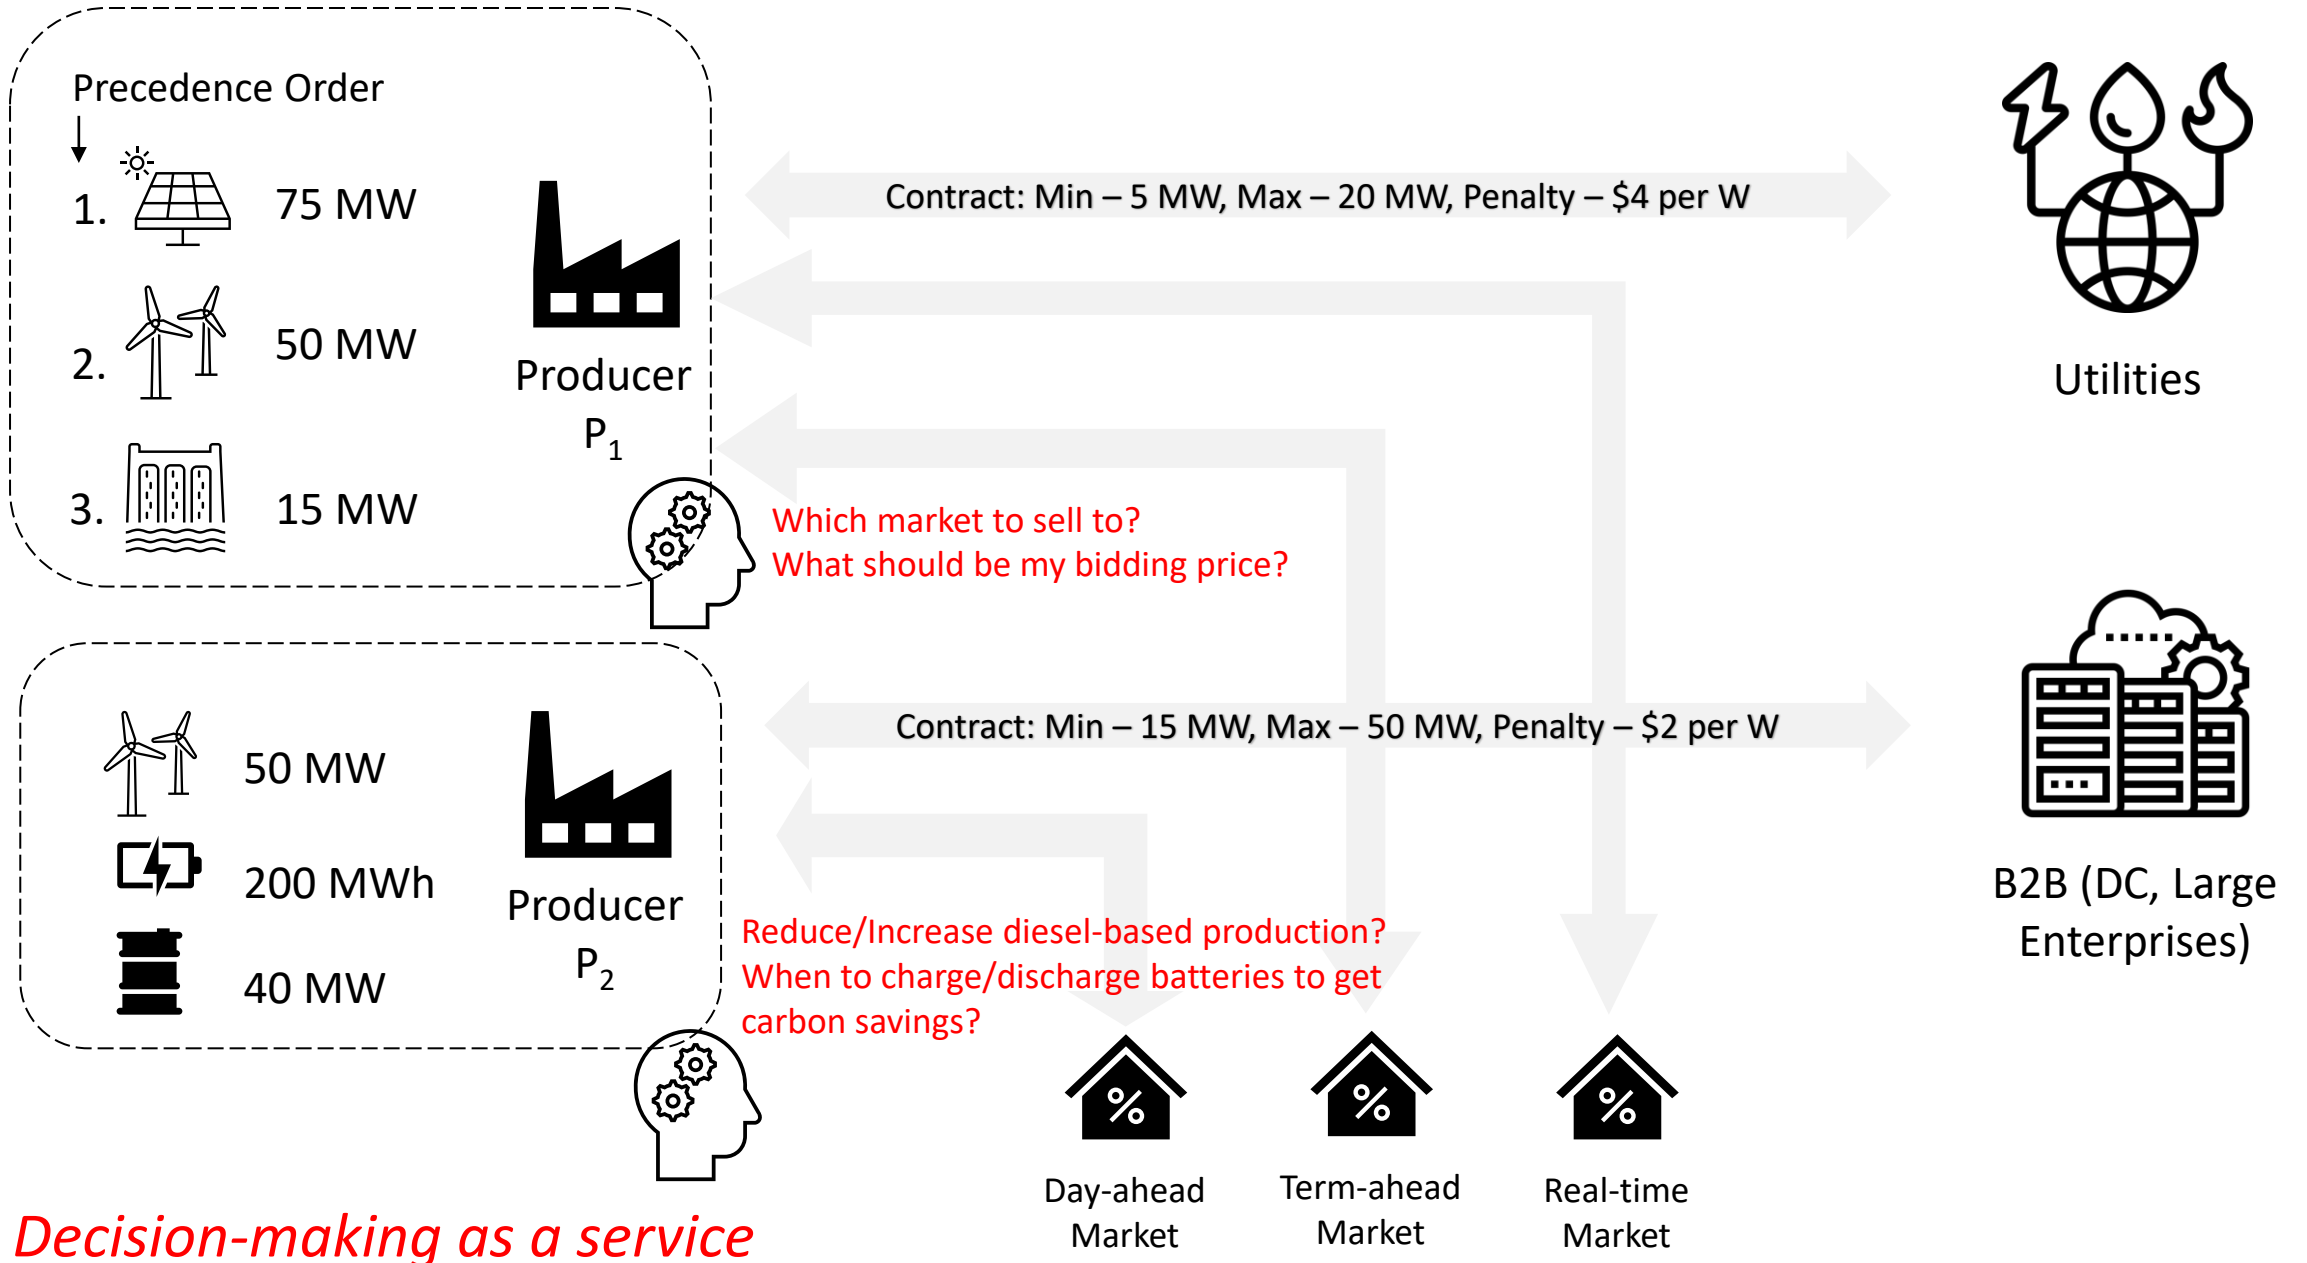 Precedence Order
1.
75 MW
2.
50 MW
3.
15 MW
Producer
P1
Contract: Min – 5 MW, Max – 20 MW, Penalty – $4 per W
Utilities
Which market to sell to?
What should be my bidding price?
50 MW
200 MWh
40 MW
Producer
P2
Contract: Min – 15 MW, Max – 50 MW, Penalty – $2 per W
B2B (DC, Large
Enterprises)
Reduce/Increase diesel-based production?
When to charge/discharge batteries to get
carbon savings?
%
%
%
Day-ahead
Market
Term-ahead
Market
Real-time
Market
Decision-making as a service